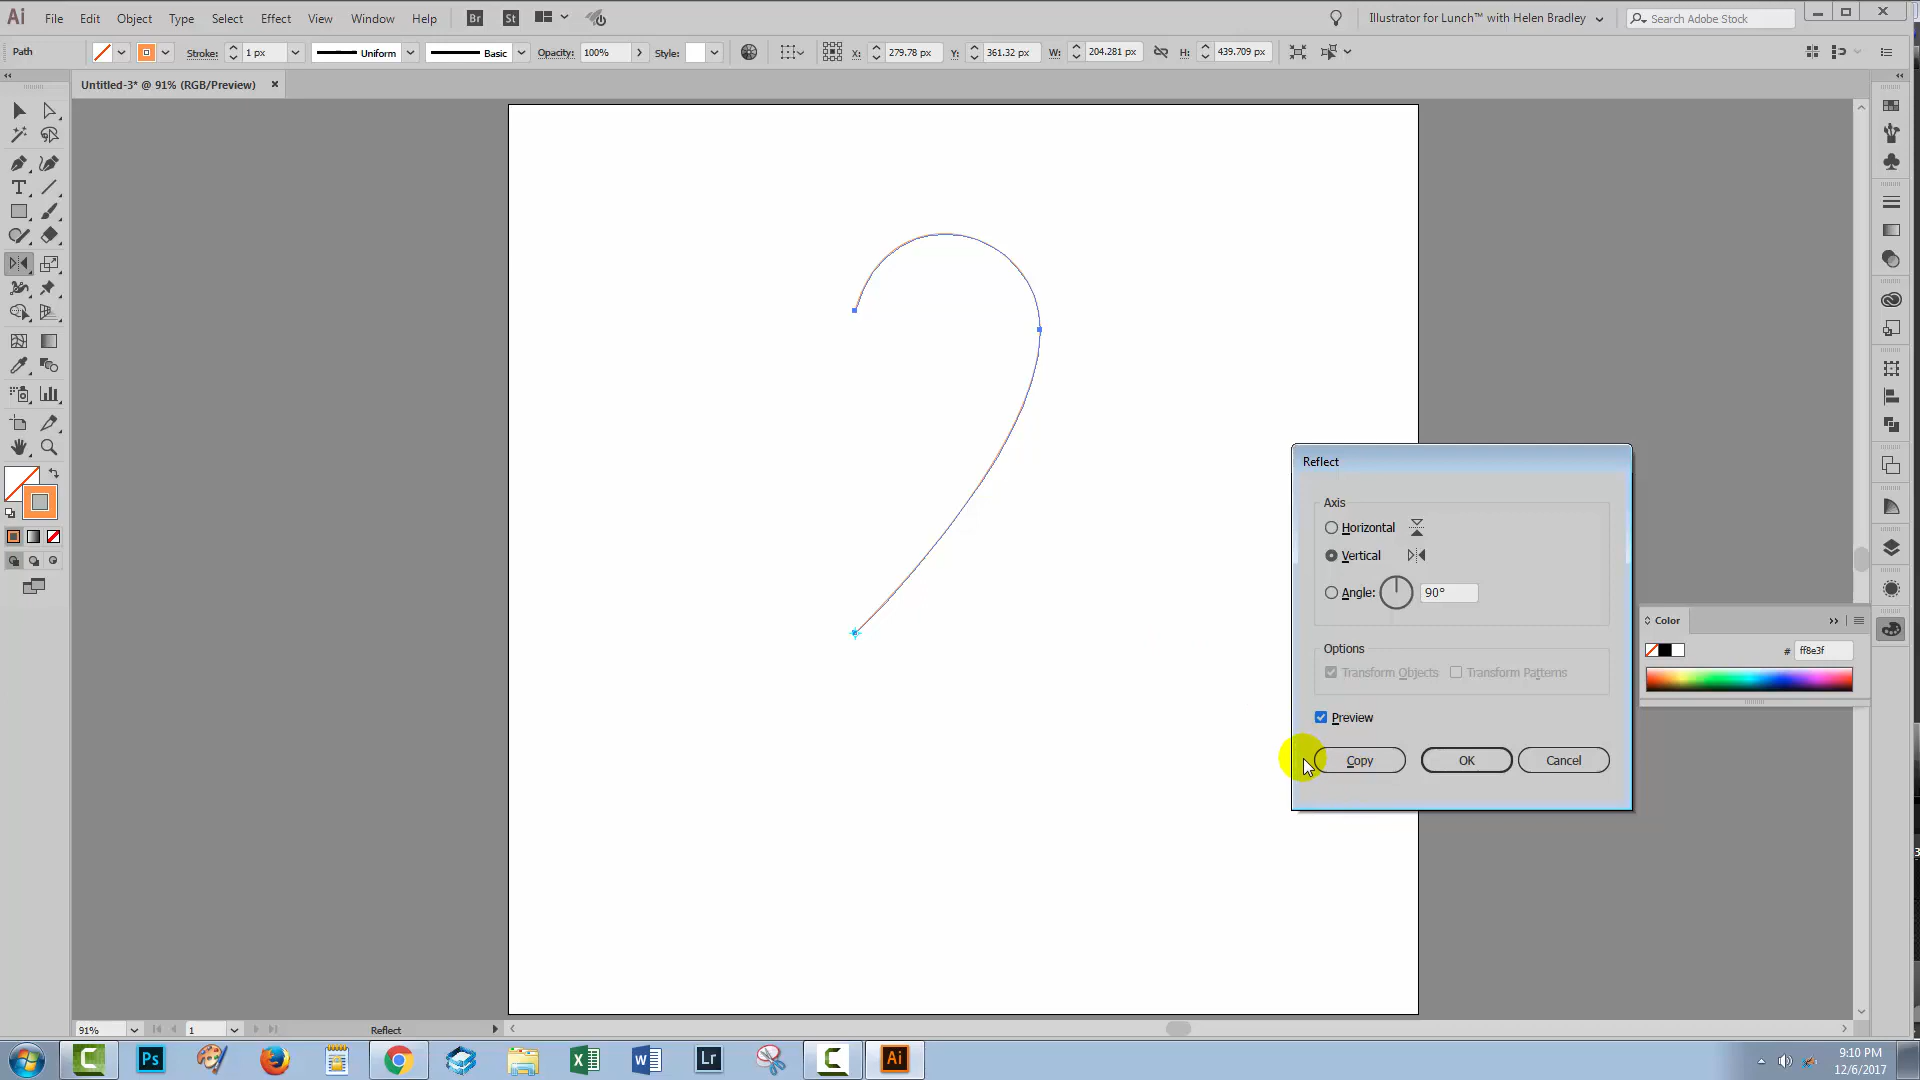 Ai File Edit Object Type Select Effect View Window Help Br St Illustrator for Lunch™ with Helen Bradley Search Adobe Stock
Path Stroke: 1 px Uniform Basic Opacity: 100% Style: X: 279.78 px Y: 361.32 px W: 204.281 px H: 439.709 px
Untitled-3* @ 91% (RGB/Preview)
T
Reflect
Axis
Horizontal
Vertical
Angle: 90°
Options
Transform Objects Transform Patterns
Preview
Copy OK Cancel
Color
# ff8e3f
91% 1 Reflect
Ps Lr Ai
9:10 PM
12/6/2017